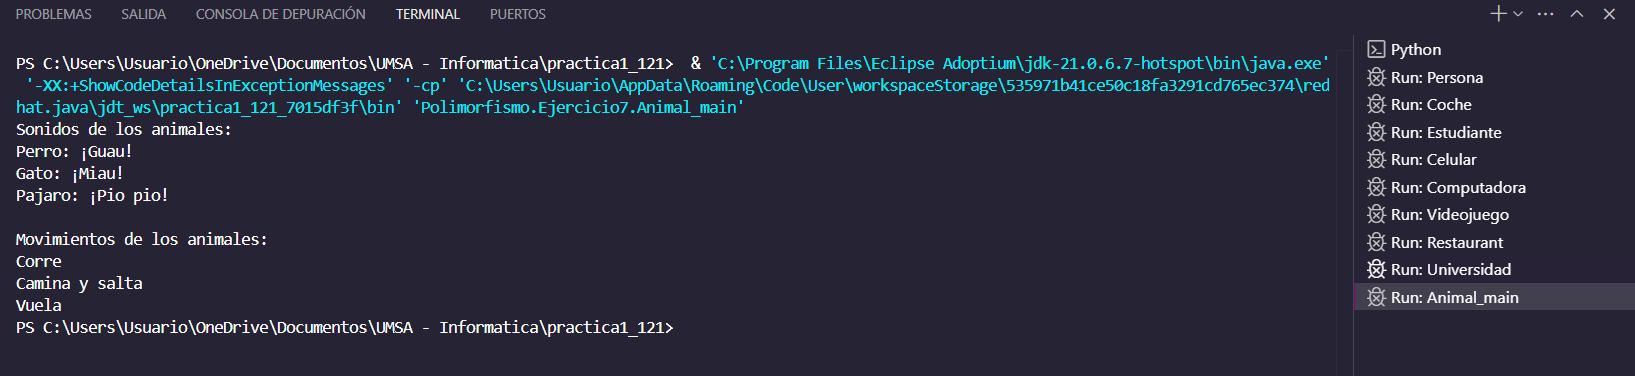 PROBLEMAS SALIDA CONSOLA DE DEPURACIÓN TERMINAL PUERTOS
PS C:\Users\Usuario\OneDrive\Documentos\UMSA - Informatica\practica1_121>  & 'C:\Program Files\Eclipse Adoptium\jdk-21.0.6.7-hotspot\bin\java.exe'
'-XX:+ShowCodeDetailsInExceptionMessages' '-cp' 'C:\Users\Usuario\AppData\Roaming\Code\User\workspaceStorage\535971b41ce50c18fa3291cd765ec374\red
hat.java\jdt_ws\practica1_121_7015df3f\bin' 'Polimorfismo.Ejercicio7.Animal_main'
Sonidos de los animales:
Perro: ¡Guau!
Gato: ¡Miau!
Pajaro: ¡Pio pio!
Movimientos de los animales:
Corre
Camina y salta
Vuela
PS C:\Users\Usuario\OneDrive\Documentos\UMSA - Informatica\practica1_121>
Python
Run: Persona
Run: Coche
Run: Estudiante
Run: Celular
Run: Computadora
Run: Videojuego
Run: Restaurant
Run: Universidad
Run: Animal_main